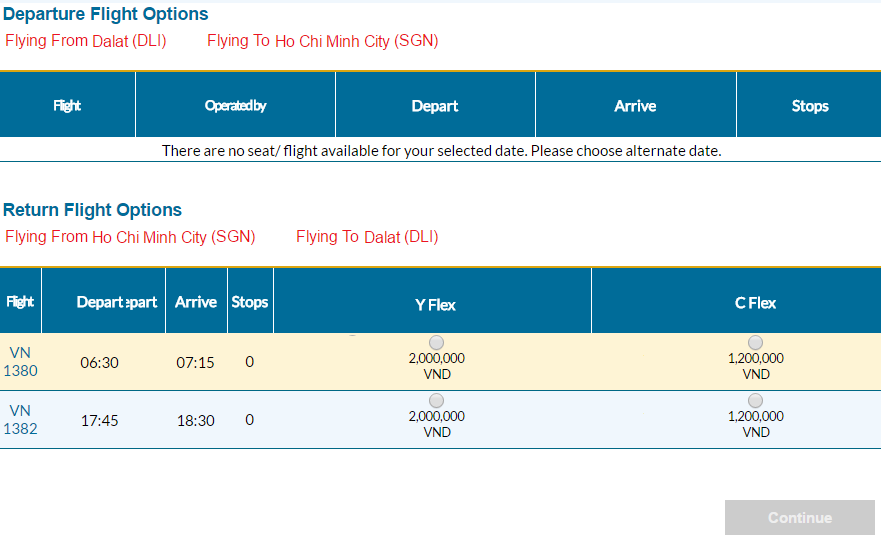 Departure Flight Options
Flying From Dalat (DLI) Flying To Ho Chi Minh City (SGN)
Flight Operated by Depart Arrive Stops
There are no seat/ flight available for your selected date. Please choose alternate date.
Return Flight Options
Flying From Ho Chi Minh City (SGN) Flying To Dalat (DLI)
Flight Depart epart Arrive Stops Y Flex C Flex
VN 1380 06:30 07:15 0 2,000,000 VND 1,200,000 VND
VN 1382 17:45 18:30 0 2,000,000 VND 1,200,000 VND
Continue